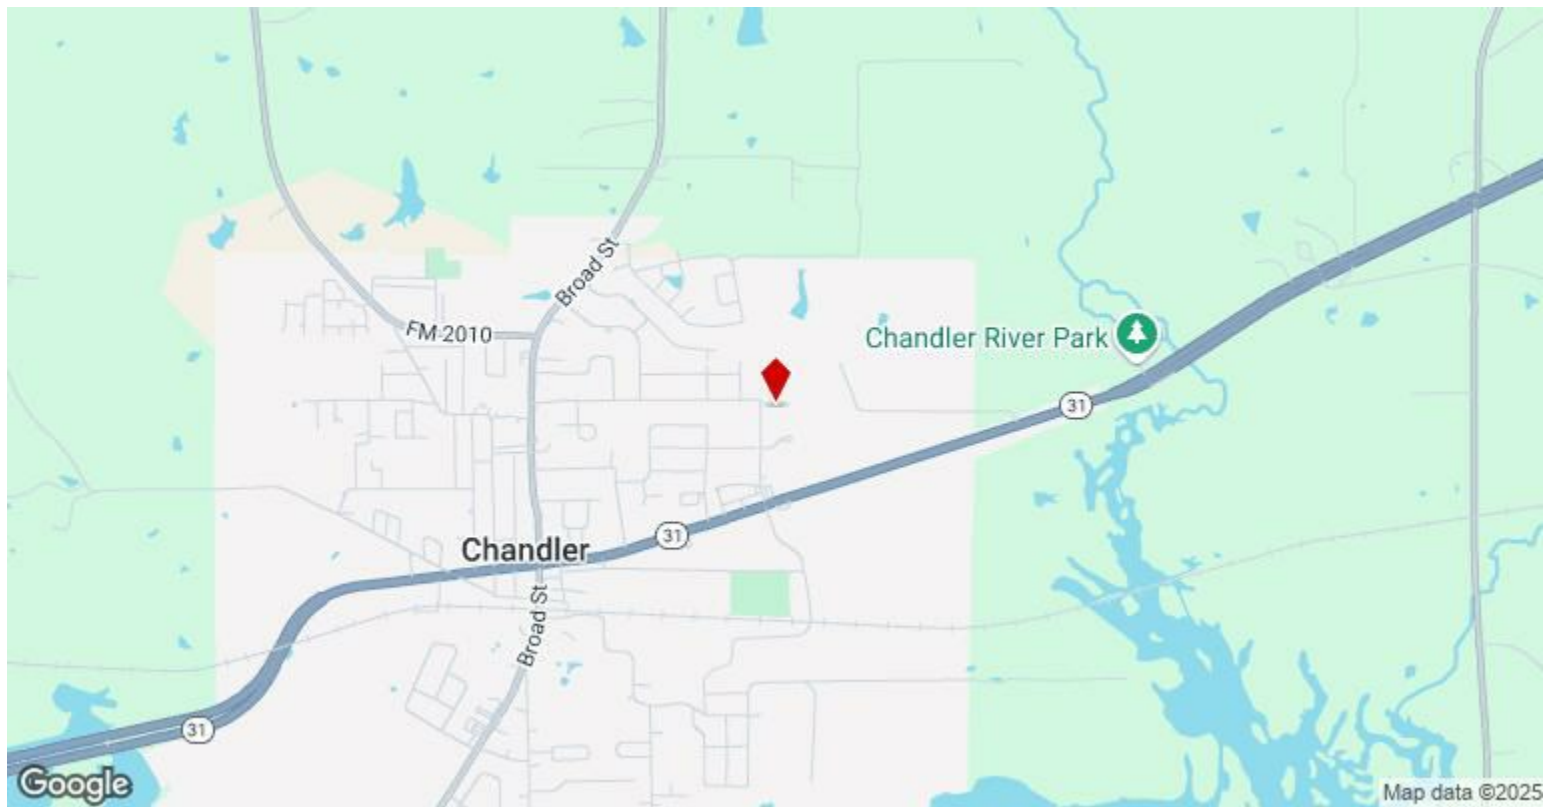 Broad St
FM 2010
Chandler River Park
31
31
Chandler
Broad St
31
Google
Map data ©2025